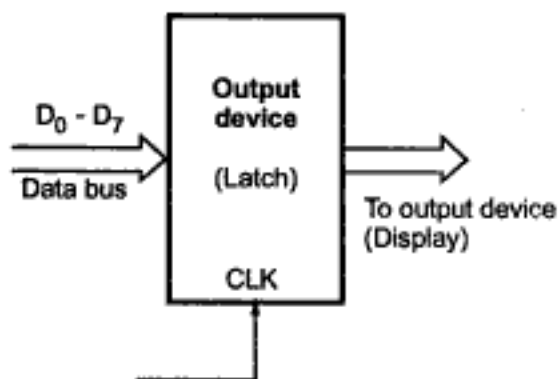 Output
device
(Latch)
CLK
D₀ - D₇
Data bus
To output device
(Display)